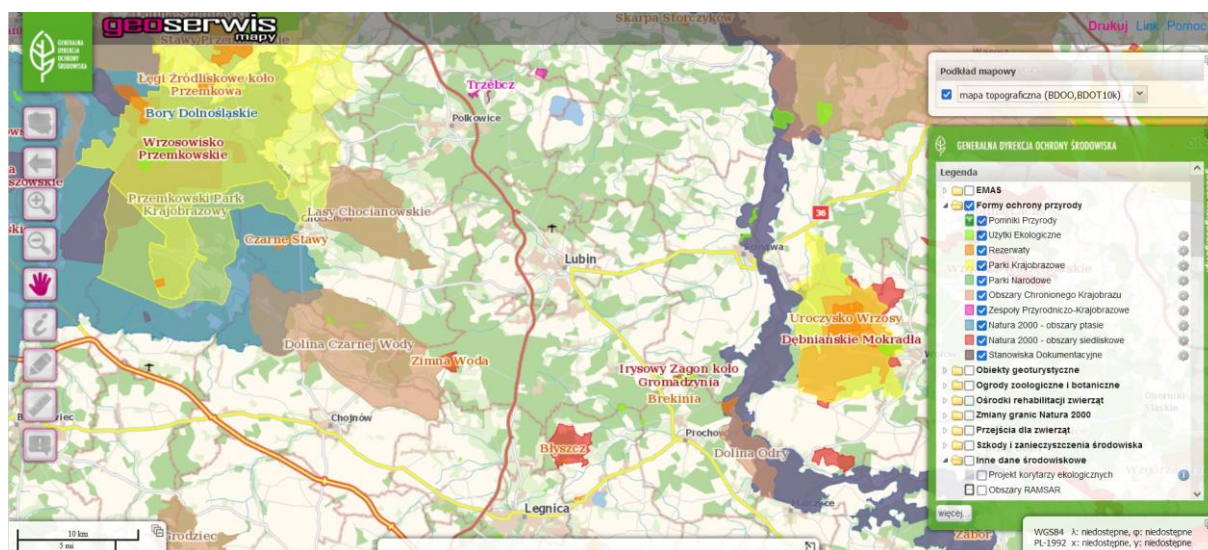 GENERALNA
DYREKCJA
OCHRONY
ŚRODOWISKA
geoserwis
mapy
Drukuj Link Pomoc
Skarpa Storczyków
Łęgi Źródliskowe koło
Przemkowa
Bory Dolnośląskie
Wrzosowisko
Przemkowskie
Przemkowski Park
Krajobrazowy
Trzebcz
Polkowice
Lasy Chocianowskie
Czarne Stawy
Lubin
36
Dolina Czarnej Wody
Zimna Woda
Uroczysko Wrzosy
Dębniańskie Mokradła
Irysowy Zagon koło
Gromadzynia
Brekinia
Chojnów
Błyszcz
Dolina Odry
Legnica
Grodziec
10 km
5 mi
Podkład mapowy
mapa topograficzna (BDOO,BDOT10k)
GENERALNA DYREKCJA OCHRONY ŚRODOWISKA
Legenda
EMAS
Formy ochrony przyrody
Pomniki Przyrody
Użytki Ekologiczne
Rezerwaty
Parki Krajobrazowe
Parki Narodowe
Obszary Chronionego Krajobrazu
Zespoły Przyrodniczo-Krajobrazowe
Natura 2000 - obszary ptasie
Natura 2000 - obszary siedliskowe
Stanowiska Dokumentacyjne
Obiekty geoturystyczne
Ogrody zoologiczne i botaniczne
Ośrodki rehabilitacji zwierząt
Zmiany granic Natura 2000
Przejścia dla zwierząt
Szkody i zanieczyszczenia środowiska
Inne dane środowiskowe
Projekt korytarzy ekologicznych
Obszary RAMSAR
więcej...
WGS84 λ: niedostępne, φ: niedostępne
PL-1992 x: niedostępne, y: niedostępne